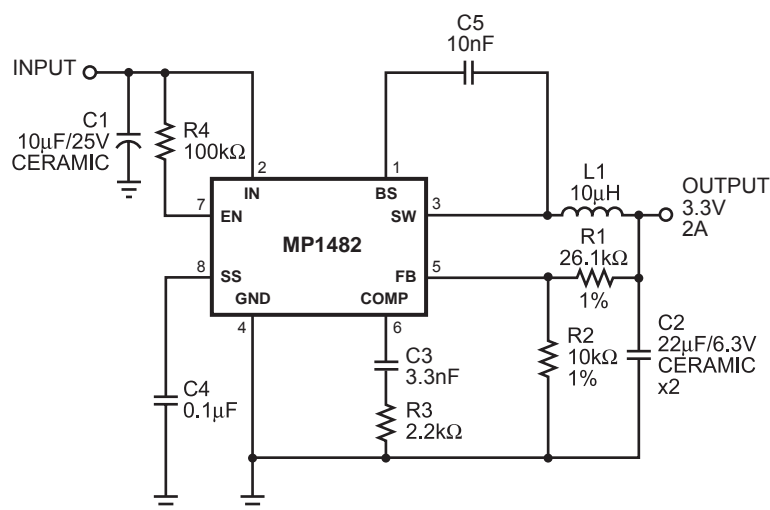 C5
10nF
INPUT
C1
10µF/25V
CERAMIC
R4
100kΩ
2
1
IN
BS
L1
10µH
OUTPUT
3.3V
2A
7
EN
SW
3
MP1482
R1
26.1kΩ
1%
8
SS
FB
5
GND
COMP
4
6
C3
3.3nF
R2
10kΩ
1%
C2
22µF/6.3V
CERAMIC
x2
C4
0.1µF
R3
2.2kΩ